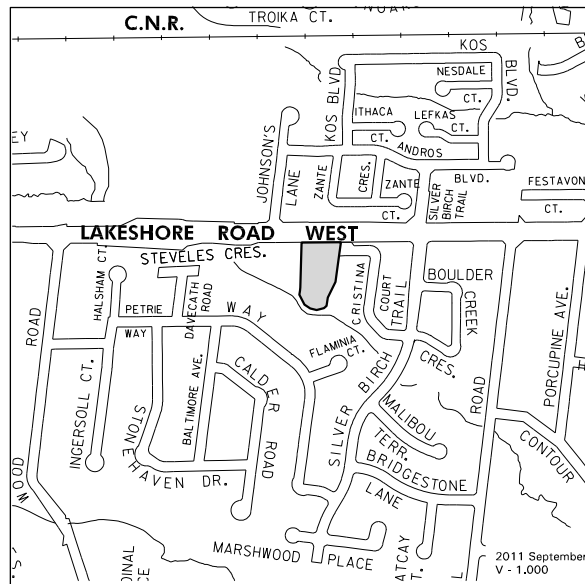 TROIKA CT.
C.N.R.
KOS
BLVD.
NESDALE
CT.
KOS BLVD
ITHACA
CT.
LEFKAS
CT.
ANDROS
BLVD.
JOHNSON'S
LANE
ZANTE
CRES.
ZANTE
CT.
SILVER
BIRCH
TRAIL
FESTAVON
CT.
EY
LAKESHORE ROAD WEST
STEVELES CRES.
HALSHAM CT.
PETRIE
WAY
DAVECATH
ROAD
WAY
CRISTINA
COURT
TRAIL
BOULDER
CREEK
CRES.
FLAMINIA
CT.
ROAD
WOOD
INGERSOLL CT.
BALTIMORE AVE.
CALDER
ROAD
STONEHAVEN DR.
SILVER BIRCH
MALIBOU
TERR.
BRIDGESTONE
LANE
ROAD
PORCUPINE AVE.
CONTOUR
MARSHWOOD PLACE
2011 September
V - 1.000